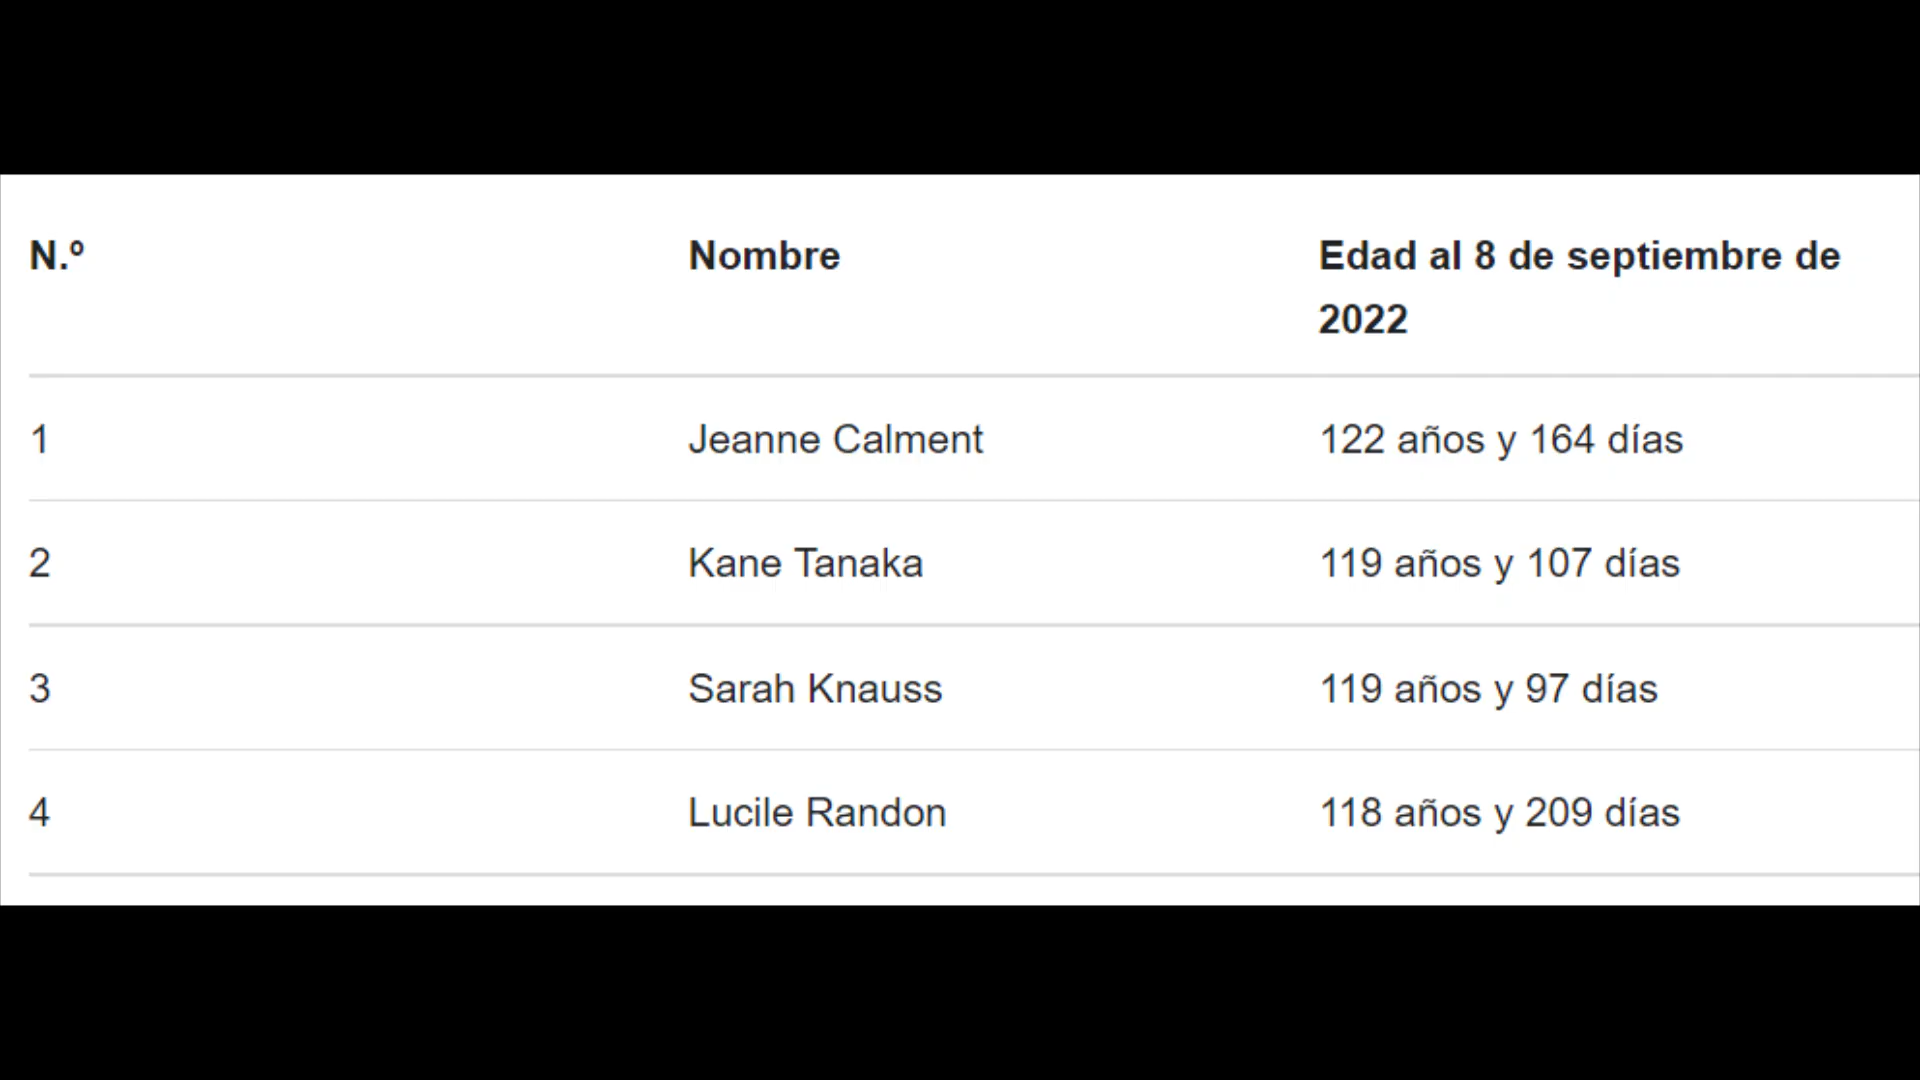 N.º Nombre Edad al 8 de septiembre de
2022
1 Jeanne Calment 122 años y 164 días
2 Kane Tanaka 119 años y 107 días
3 Sarah Knauss 119 años y 97 días
4 Lucile Randon 118 años y 209 días